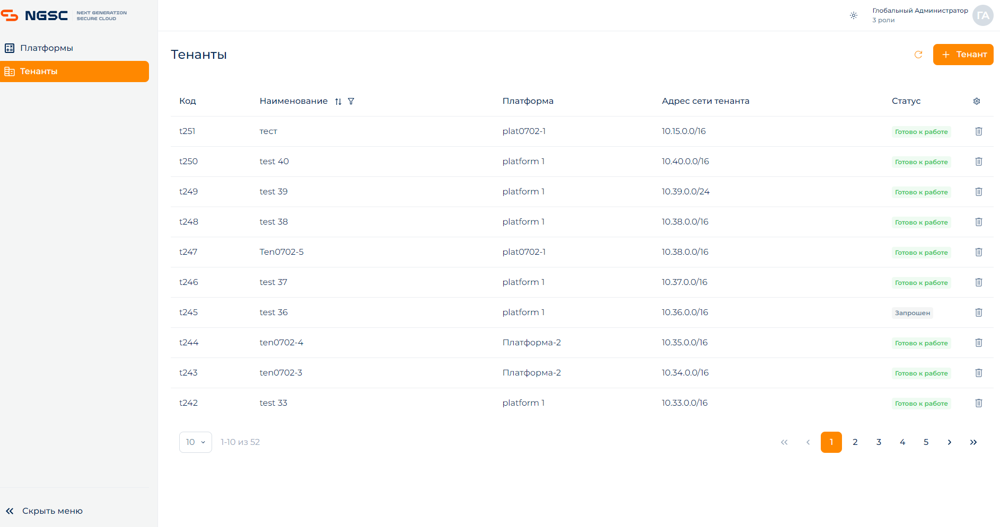 NGSC NEXT GENERATION SECURE CLOUD
Глобальный Администратор
3 роли
ГА
Платформы
Тенанты
Тенанты
Тенант
Код Наименование Платформа Адрес сети тенанта Статус
t251 тест plat0702-1 10.15.0.0/16 Готово к работе
t250 test 40 platform 1 10.40.0.0/16 Готово к работе
t249 test 39 platform 1 10.39.0.0/24 Готово к работе
t248 test 38 platform 1 10.38.0.0/16 Готово к работе
t247 Ten0702-5 plat0702-1 10.38.0.0/16 Готово к работе
t246 test 37 platform 1 10.37.0.0/16 Готово к работе
t245 test 36 platform 1 10.36.0.0/16 Запрошен
t244 ten0702-4 Платформа-2 10.35.0.0/16 Готово к работе
t243 ten0702-3 Платформа-2 10.34.0.0/16 Готово к работе
t242 test 33 platform 1 10.33.0.0/16 Готово к работе
10 1-10 из 52 1 2 3 4 5
Скрыть меню